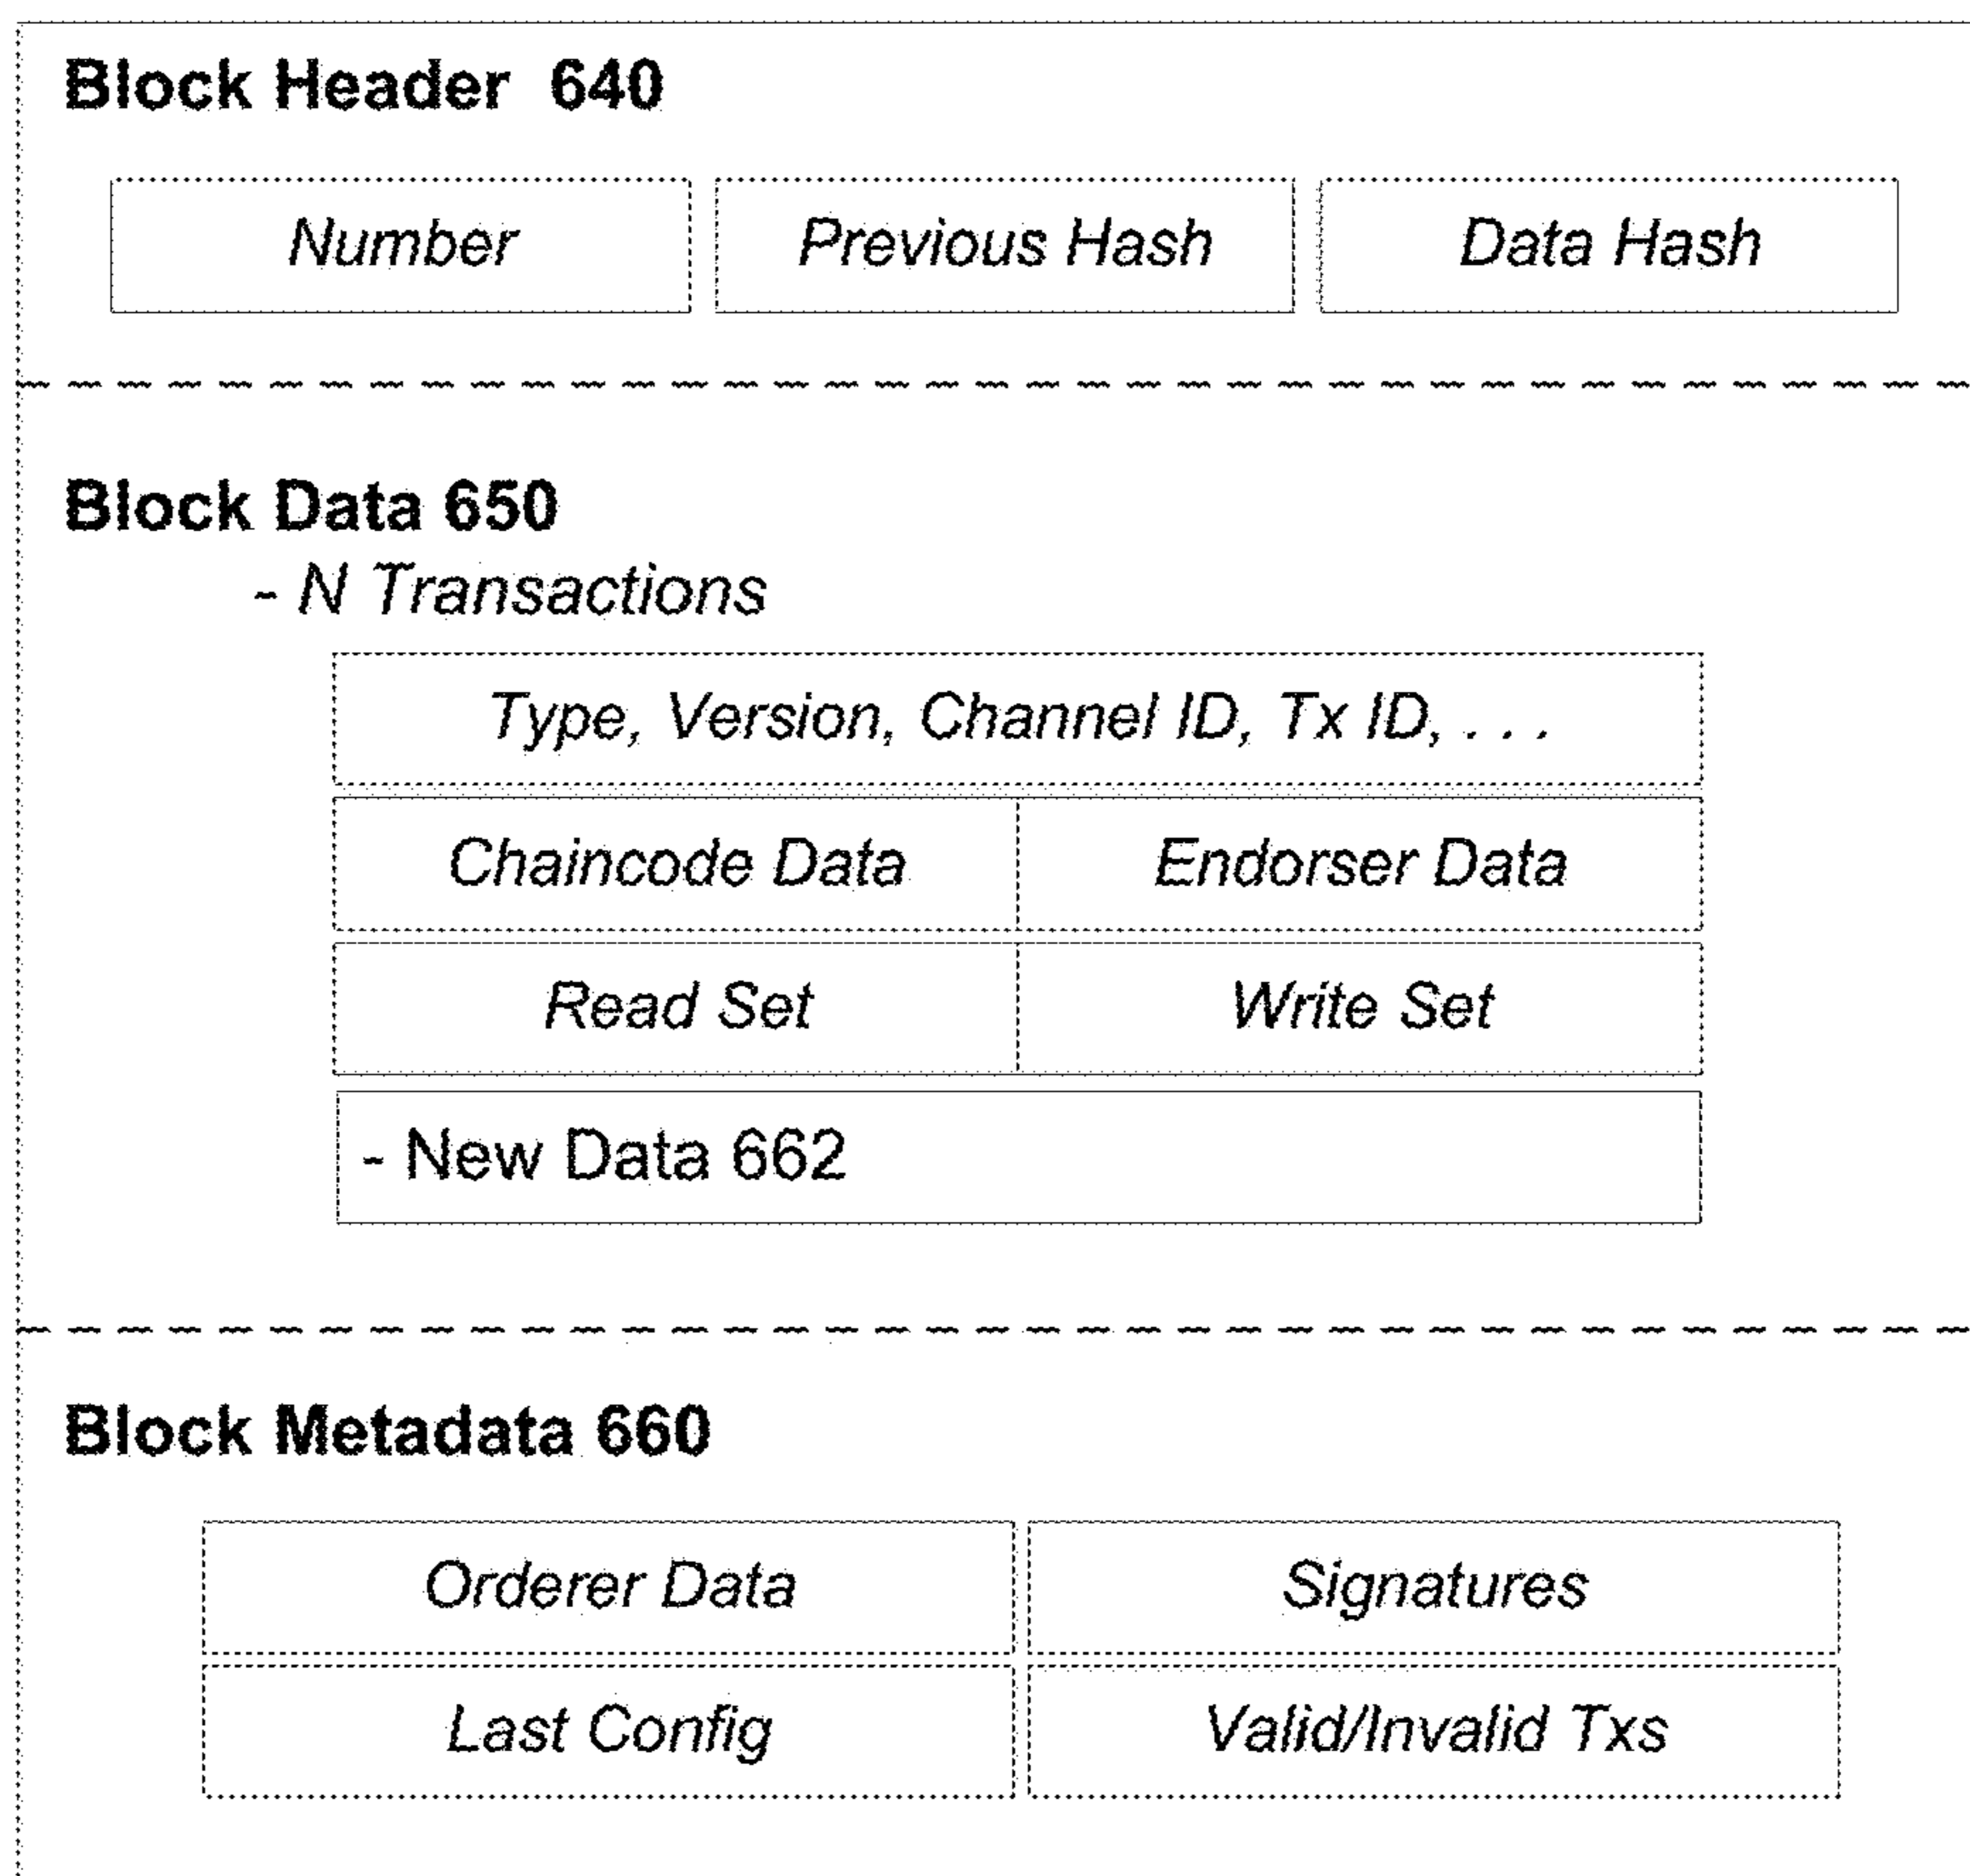 Block Header 640
Number Previous Hash Data Hash
Block Data 650
- N Transactions
Type, Version, Channel ID, Tx ID, . . .
Chaincode Data Endorser Data
Read Set Write Set
- New Data 662
Block Metadata 660
Orderer Data Signatures
Last Config Valid/Invalid Txs